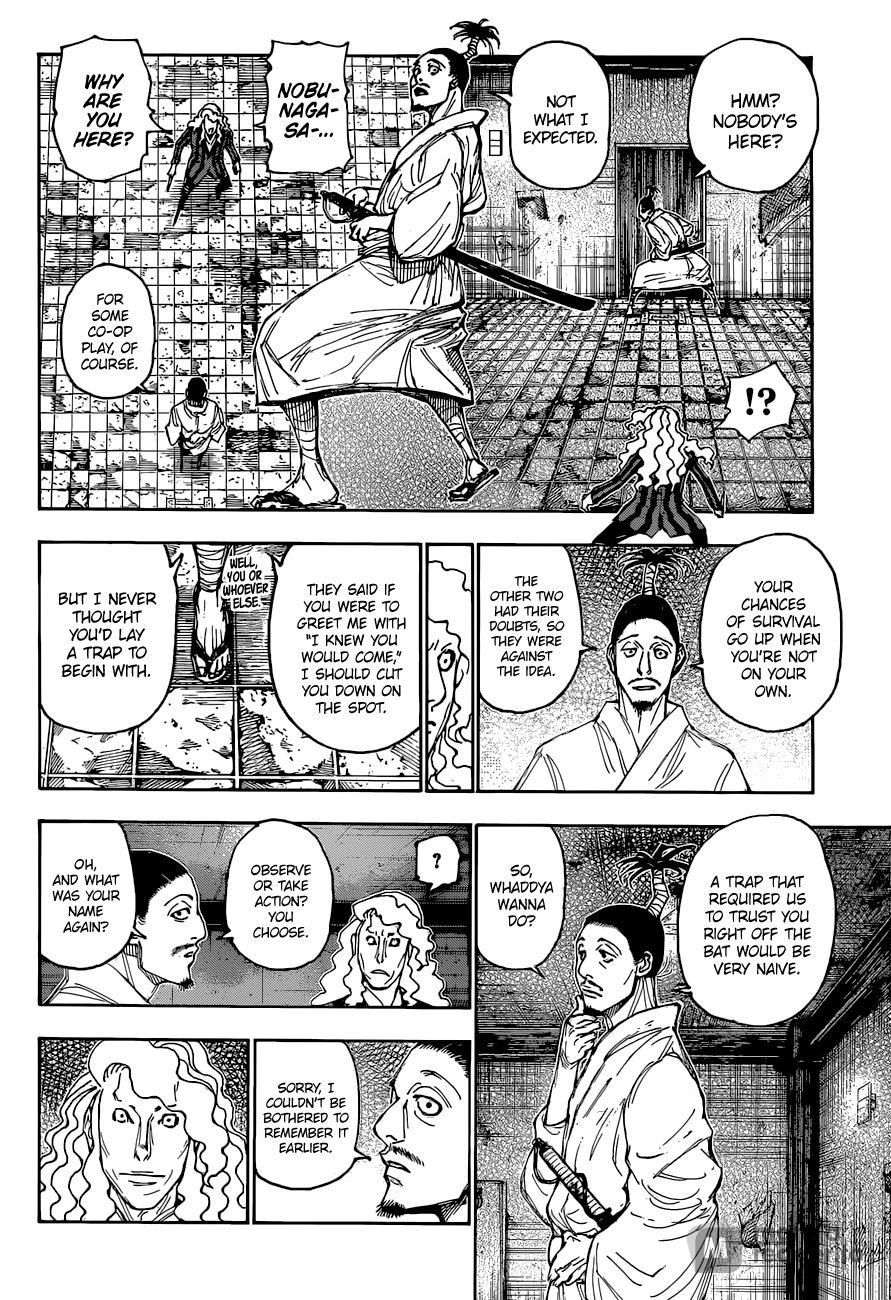 HMM?
NOBODY'S
HERE?
NOT
WHAT I
EXPECTED.
!?
NOBU-
NAGA-
SA-...
WHY
ARE
YOU
HERE?
FOR
SOME
CO-OP
PLAY, OF
COURSE.
YOUR
CHANCES
OF SURVIVAL
GO UP WHEN
YOU'RE NOT
ON YOUR
OWN.
THE
OTHER TWO
HAD THEIR
DOUBTS, SO
THEY WERE
AGAINST
THE IDEA.
THEY SAID IF
YOU WERE TO
GREET ME WITH
"I KNEW YOU
WOULD COME,"
I SHOULD CUT
YOU DOWN ON
THE SPOT.
WELL,
YOU OR
WHOEVER
ELSE.
BUT I NEVER
THOUGHT
YOU'D LAY
A TRAP TO
BEGIN WITH.
A TRAP THAT
REQUIRED US
TO TRUST YOU
RIGHT OFF THE
BAT WOULD BE
VERY NAIVE.
SO,
WHADDYA
WANNA
DO?
?
OBSERVE
OR TAKE
ACTION?
YOU
CHOOSE.
OH,
AND WHAT
WAS YOUR
NAME
AGAIN?
SORRY, I
COULDN'T BE
BOTHERED TO
REMEMBER IT
EARLIER.